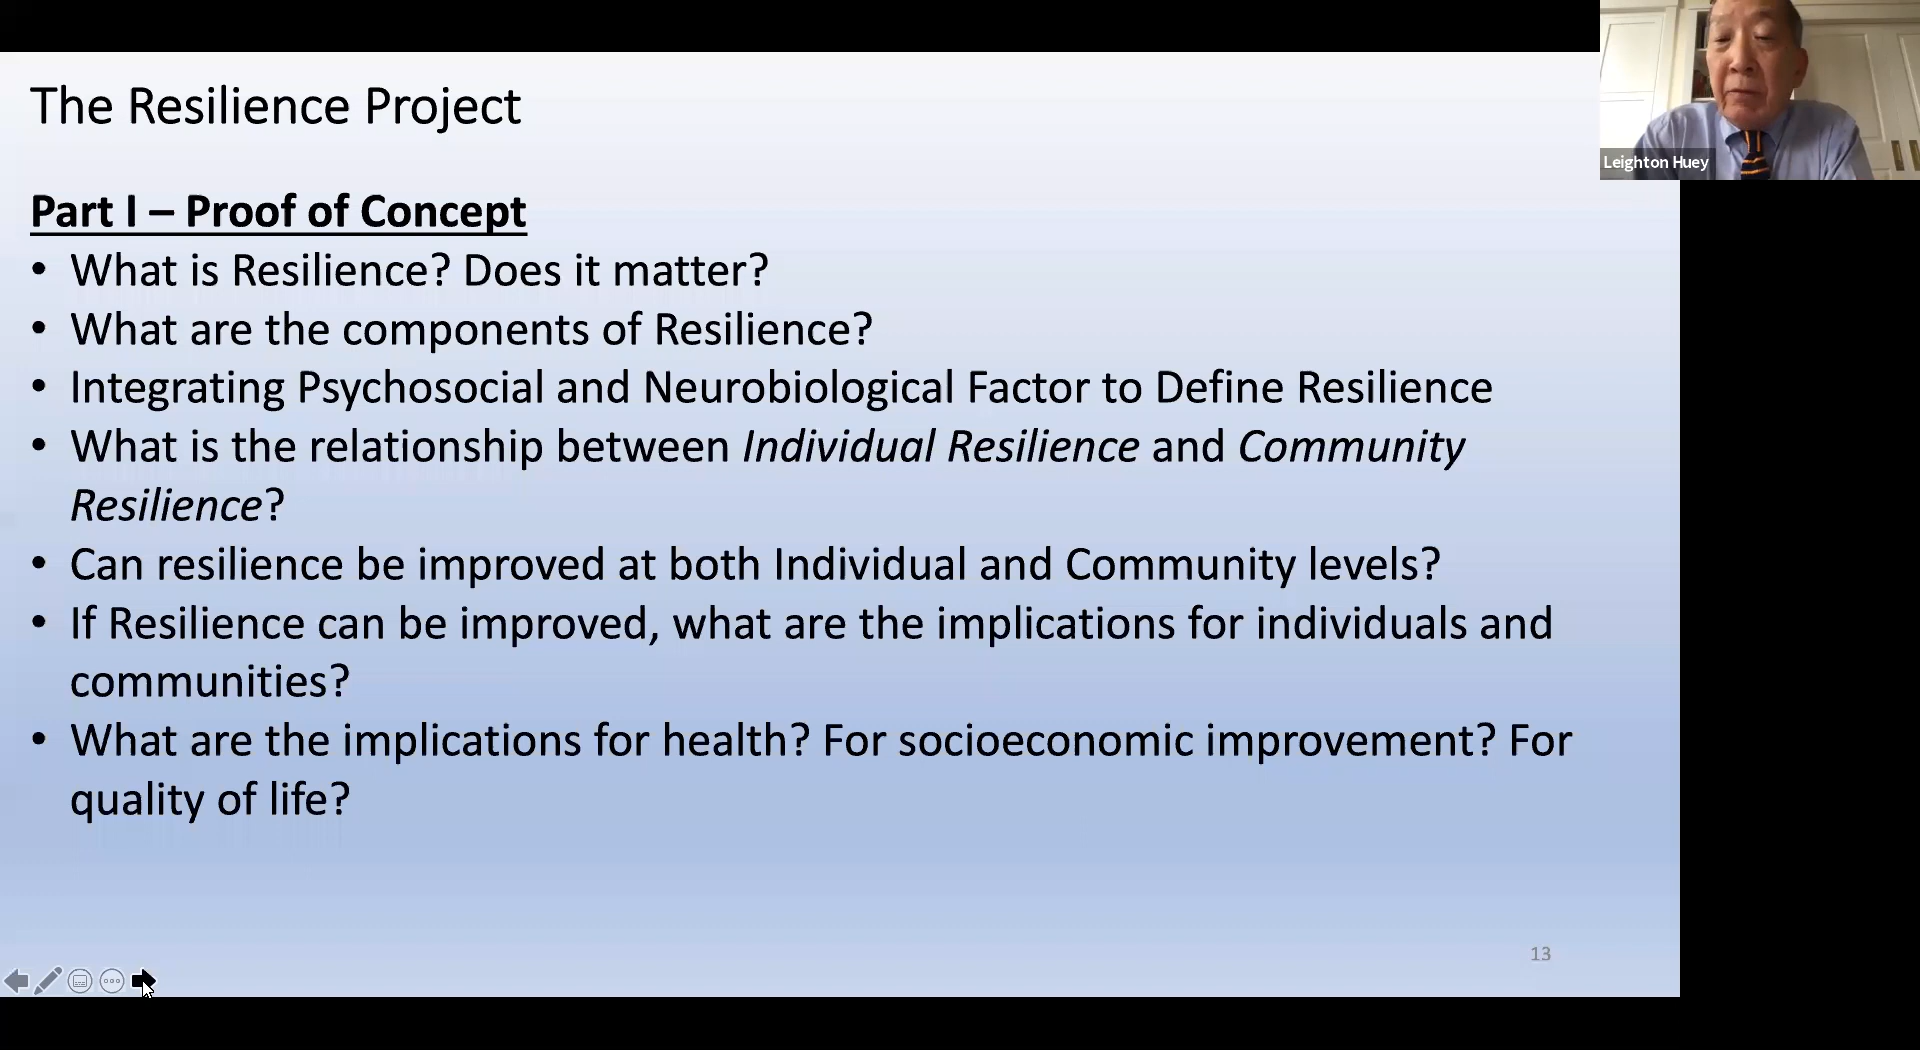 The Resilience Project
Leighton Huey
Part I – Proof of Concept
• What is Resilience? Does it matter?
• What are the components of Resilience?
• Integrating Psychosocial and Neurobiological Factor to Define Resilience
• What is the relationship between Individual Resilience and Community
Resilience?
• Can resilience be improved at both Individual and Community levels?
• If Resilience can be improved, what are the implications for individuals and
communities?
• What are the implications for health? For socioeconomic improvement? For
quality of life?
13